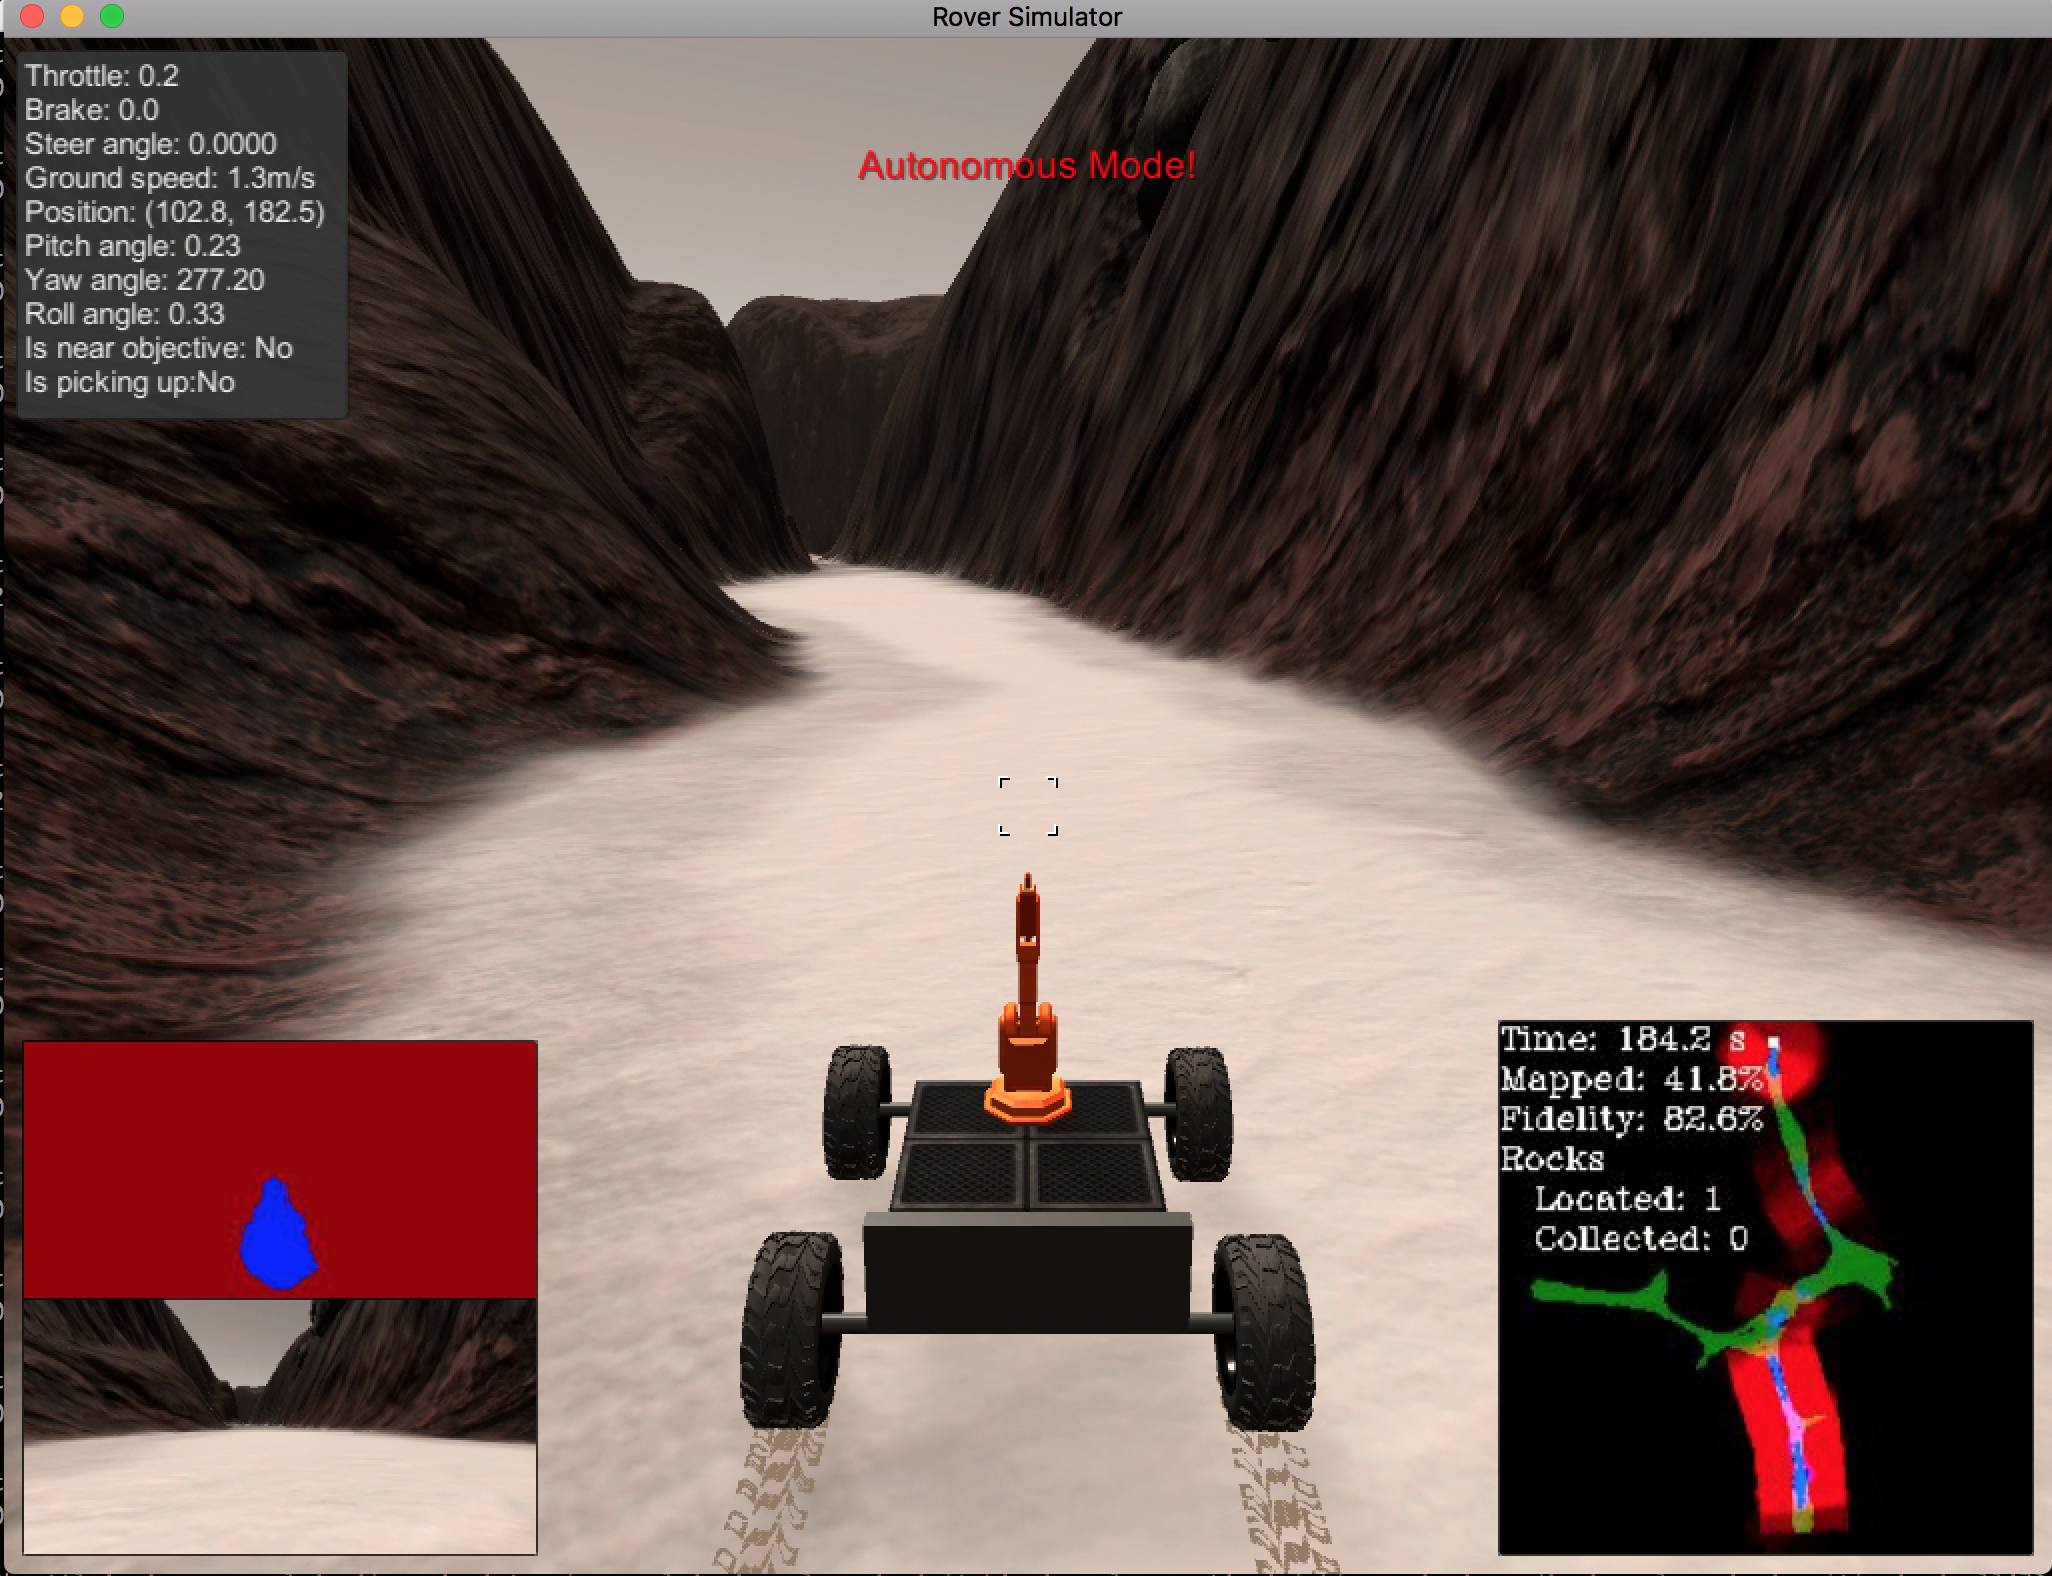 Rover Simulator
Throttle: 0.2
Brake: 0.0
Steer angle: 0.0000
Ground speed: 1.3m/s
Position: (102.8, 182.5)
Pitch angle: 0.23
Yaw angle: 277.20
Roll angle: 0.33
Is near objective: No
Is picking up:No
Autonomous Mode!
Time: 184.2 s
Mapped: 41.8%
Fidelity: 82.6%
Rocks
Located: 1
Collected: 0